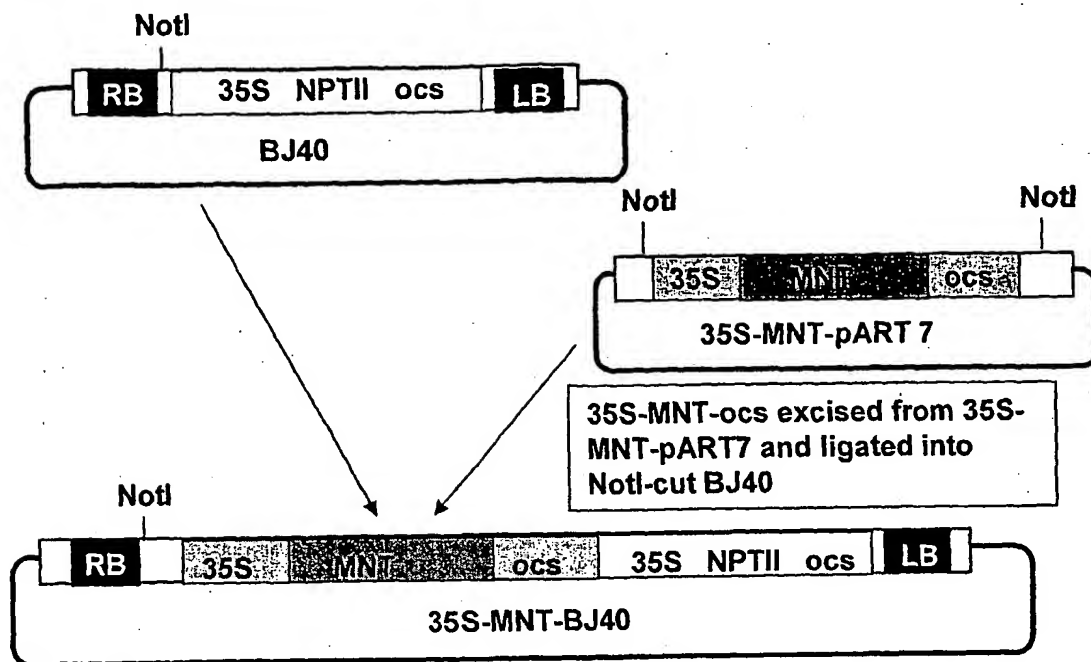 NotI
RB 35S NPTII ocs LB
BJ40
NotI NotI
35S MNT ocs
35S-MNT-pART 7
35S-MNT-ocs excised from 35S-
MNT-pART7 and ligated into
NotI-cut BJ40
NotI
RB 35S MNT ocs 35S NPTII ocs LB
35S-MNT-BJ40